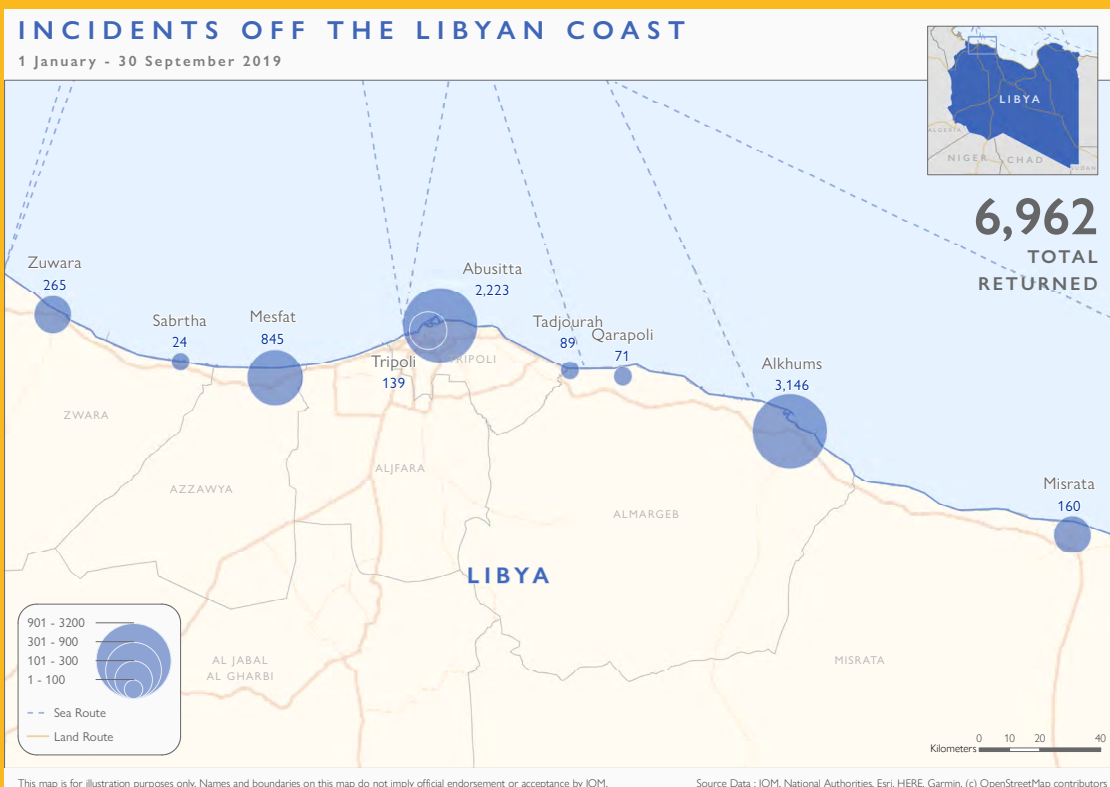 INCIDENTS OFF THE LIBYAN COAST
1 January - 30 September 2019
LIBYA
ALGERIA
NIGER
CHAD
SUDAN
6,962
TOTAL
RETURNED
Zuwara
265
Sabrtha
24
Mesfat
845
Abusitta
2,223
Tripoli
139
TRIPOLI
Tadjourah
89
Qarapoli
71
Alkhums
3,146
Misrata
160
ZWARA
AZZAWYA
ALJFARA
ALMARGEB
LIBYA
AL JABAL
AL GHARBI
MISRATA
901 - 3200
301 - 900
101 - 300
1 - 100
Sea Route
Land Route
0 10 20 40
Kilometers
This map is for illustration purposes only. Names and boundaries on this map do not imply official endorsement or acceptance by IOM.
Source Data : IOM, National Authorities, Esri, HERE, Garmin, (c) OpenStreetMap contributors